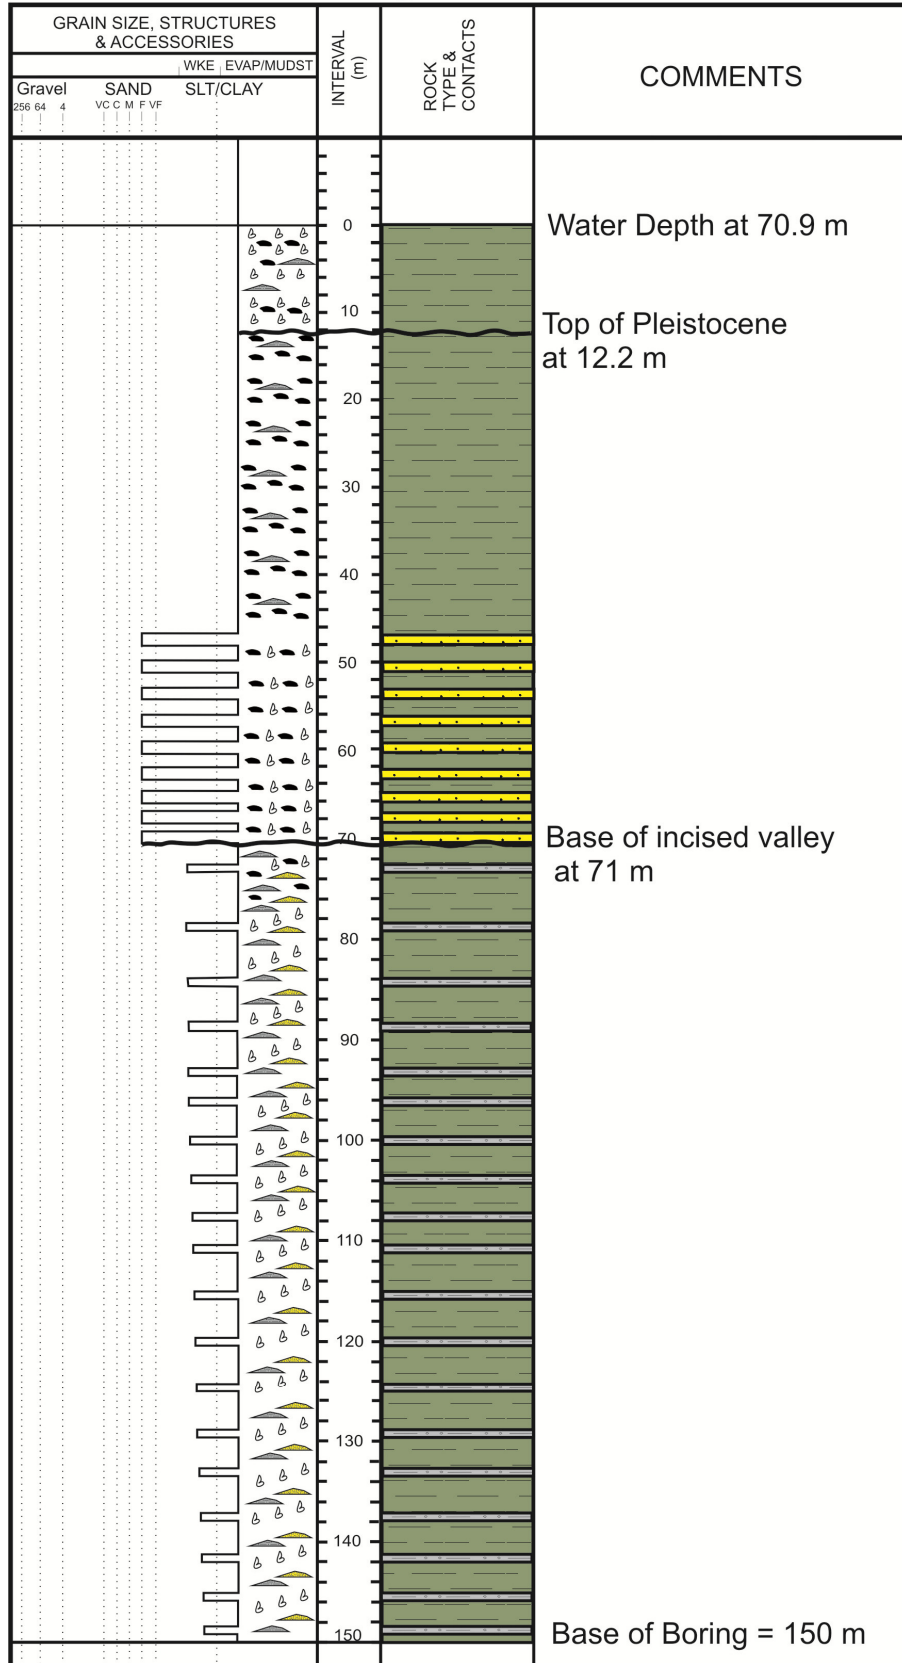 GRAIN SIZE, STRUCTURES
& ACCESSORIES
WKE EVAP/MUDST
Gravel SAND SLT/CLAY
256 64 4 VC C M F VF
INTERVAL
(m)
ROCK
TYPE &
CONTACTS
COMMENTS
0
Water Depth at 70.9 m
10
Top of Pleistocene
at 12.2 m
20
30
40
50
60
70
Base of incised valley
at 71 m
80
90
100
110
120
130
140
150
Base of Boring = 150 m